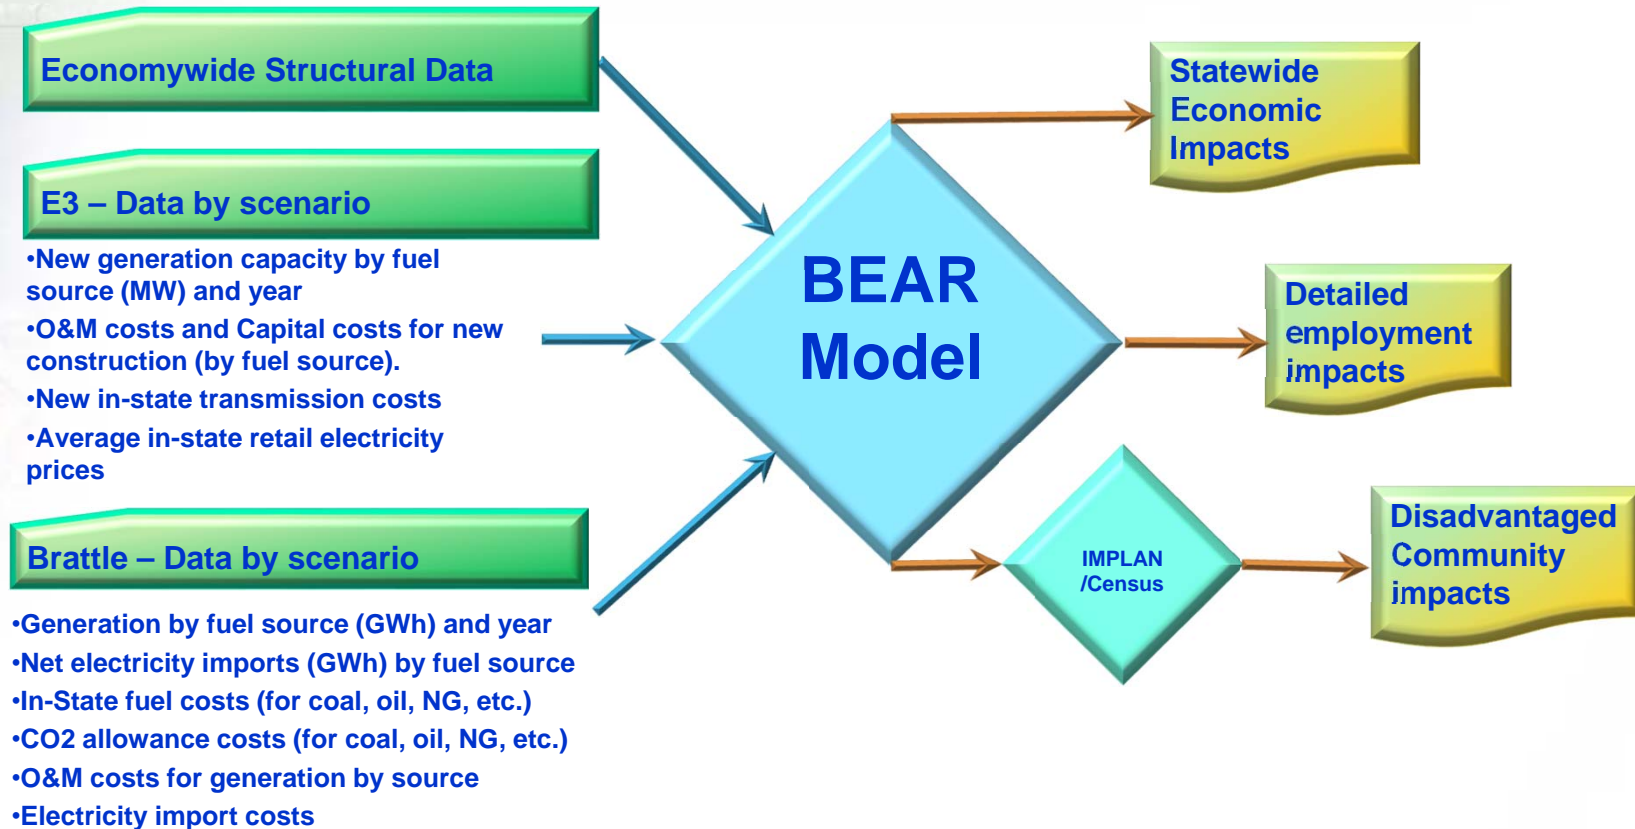 Economywide Structural Data
E3 – Data by scenario
•New generation capacity by fuel
source (MW) and year
•O&M costs and Capital costs for new
construction (by fuel source).
•New in-state transmission costs
•Average in-state retail electricity
prices
Brattle – Data by scenario
•Generation by fuel source (GWh) and year
•Net electricity imports (GWh) by fuel source
•In-State fuel costs (for coal, oil, NG, etc.)
•CO2 allowance costs (for coal, oil, NG, etc.)
•O&M costs for generation by source
•Electricity import costs
BEAR
Model
IMPLAN
/Census
Statewide
Economic
Impacts
Detailed
employment
impacts
Disadvantaged
Community
impacts